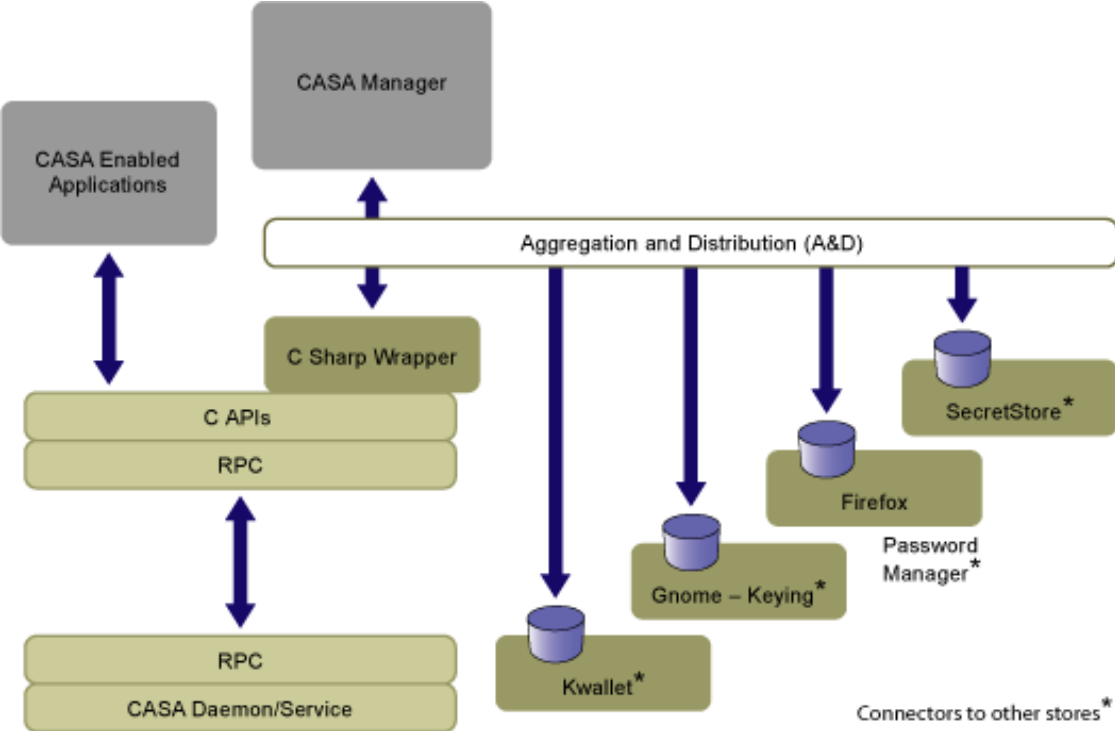 CASA Manager
CASA Enabled
Applications
Aggregation and Distribution (A&D)
C Sharp Wrapper
C APIs
RPC
SecretStore*
Firefox
Password
Manager*
Gnome – Keying*
RPC
Kwallet*
CASA Daemon/Service
Connectors to other stores*